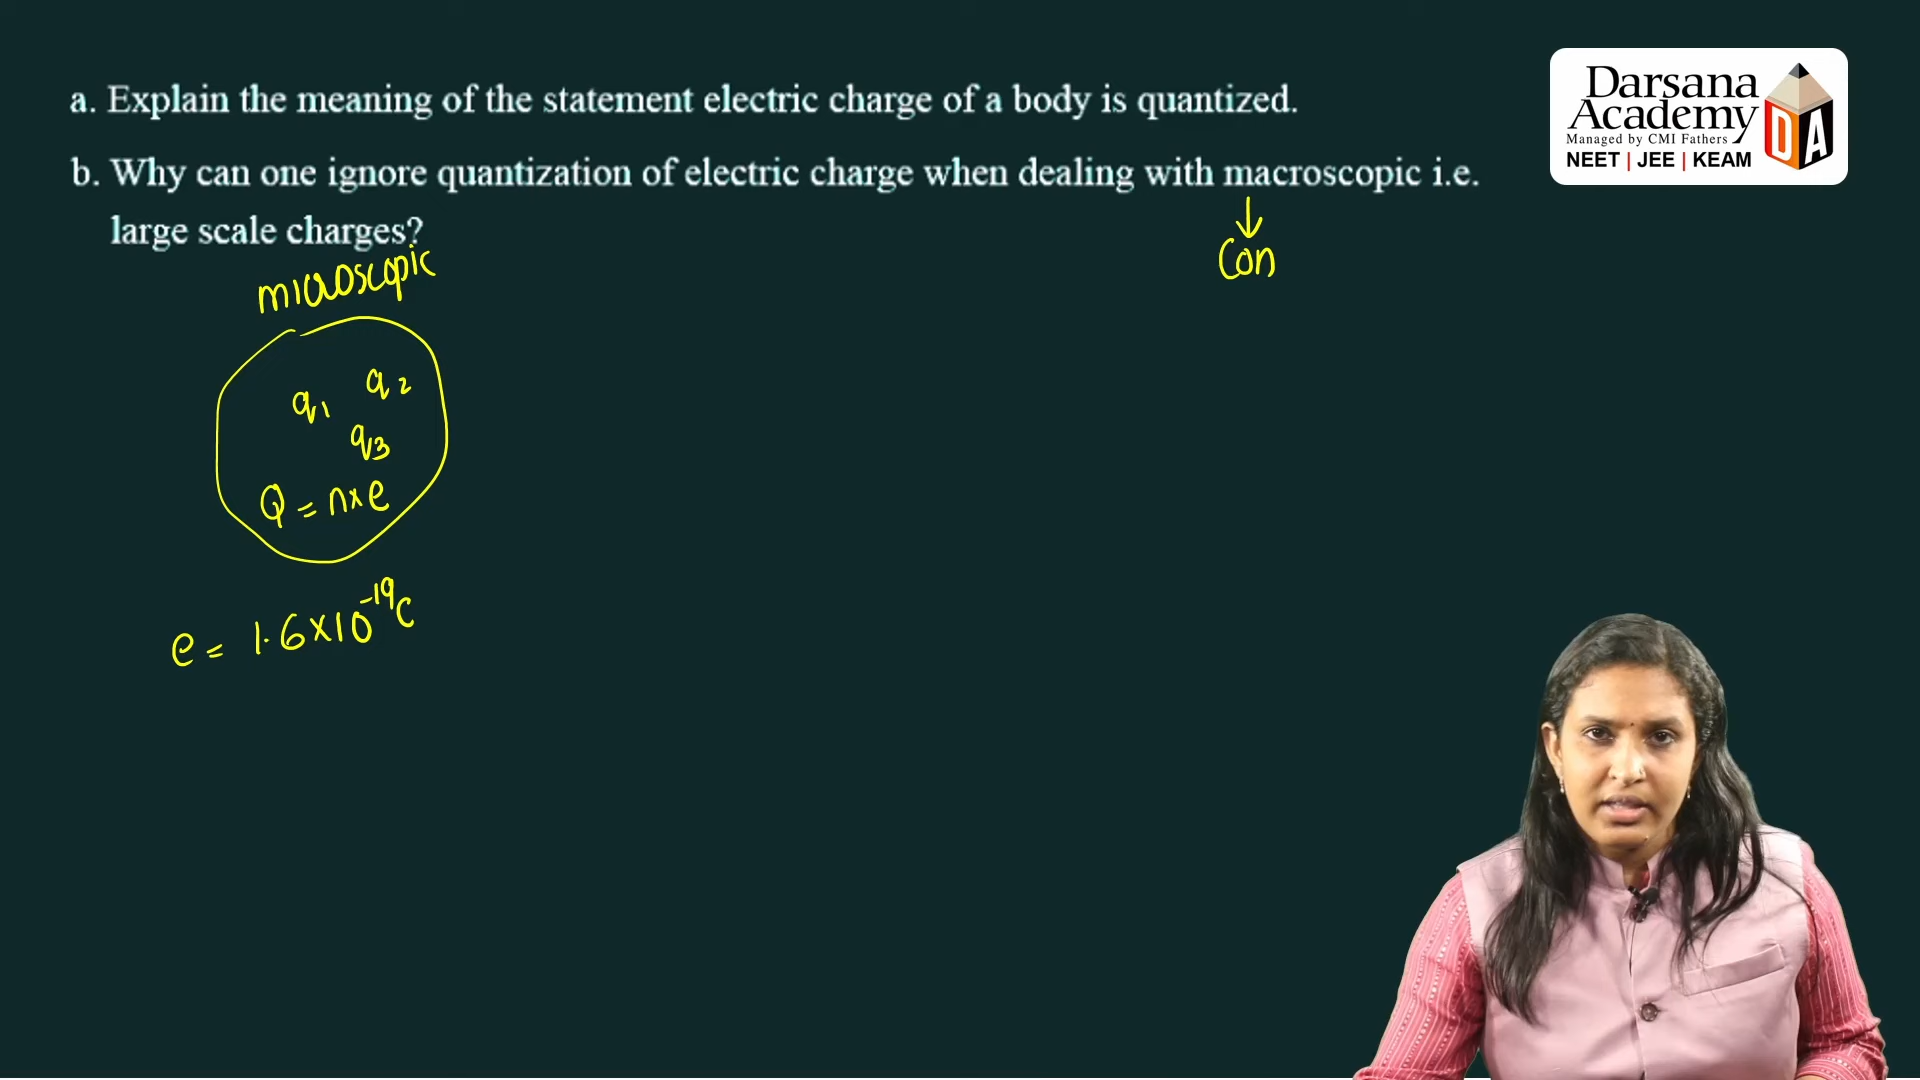 a. Explain the meaning of the statement electric charge of a body is quantized.
b. Why can one ignore quantization of electric charge when dealing with macroscopic i.e.
large scale charges?
Con
microscopic
q1 q2
q3
Q = n×e
e = 1.6×10⁻¹⁹C
Darsana
Academy
Managed by CMI Fathers
NEET | JEE | KEAM
DA